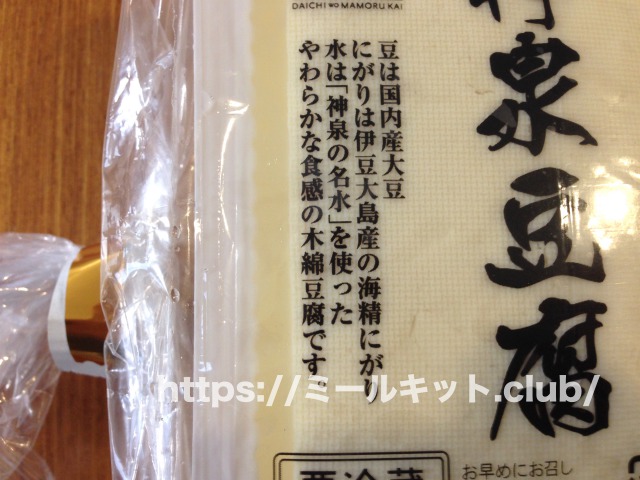 DAICHI wo MAMORU KAI
泉豆腐
豆は国内産大豆
にがりは伊豆大島産の海精にがり
水は「神泉の名水」を使った
やわらかな食感の木綿豆腐です。
https://ミールキット.club/
要冷蔵
お早めにお召し